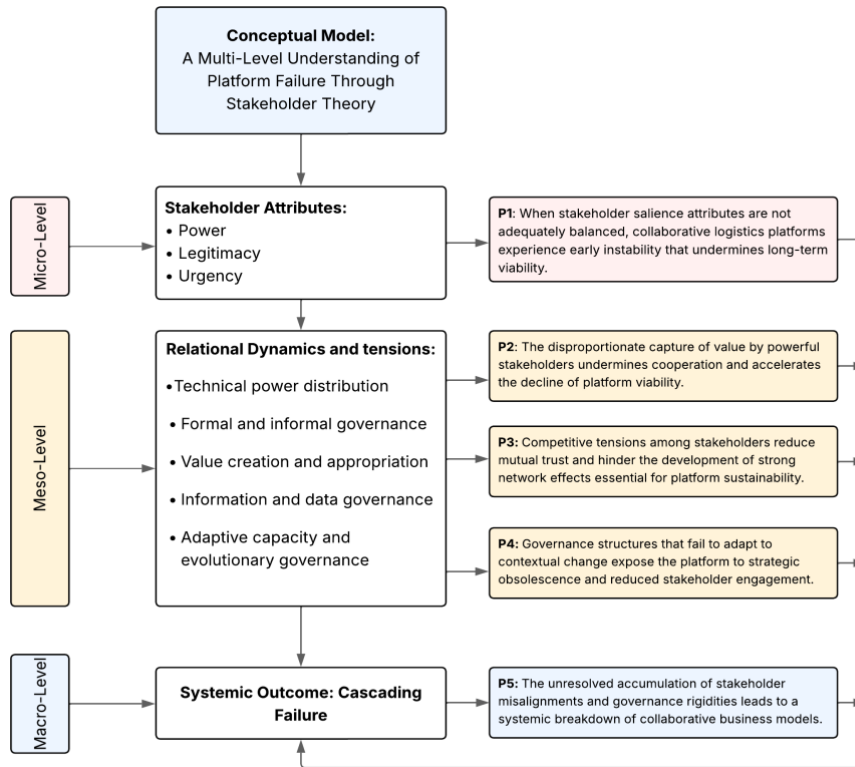 Conceptual Model:
A Multi-Level Understanding of
Platform Failure Through
Stakeholder Theory
Micro-Level
Stakeholder Attributes:
• Power
• Legitimacy
• Urgency
P1: When stakeholder salience attributes are not
adequately balanced, collaborative logistics platforms
experience early instability that undermines long-term
viability.
Meso-Level
Relational Dynamics and tensions:
•Technical power distribution
• Formal and informal governance
• Value creation and appropriation
• Information and data governance
• Adaptive capacity and
evolutionary governance
P2: The disproportionate capture of value by powerful
stakeholders undermines cooperation and accelerates
the decline of platform viability.
P3: Competitive tensions among stakeholders reduce
mutual trust and hinder the development of strong
network effects essential for platform sustainability.
P4: Governance structures that fail to adapt to
contextual change expose the platform to strategic
obsolescence and reduced stakeholder engagement.
Macro-Level
Systemic Outcome: Cascading
Failure
P5: The unresolved accumulation of stakeholder
misalignments and governance rigidities leads to a
systemic breakdown of collaborative business models.